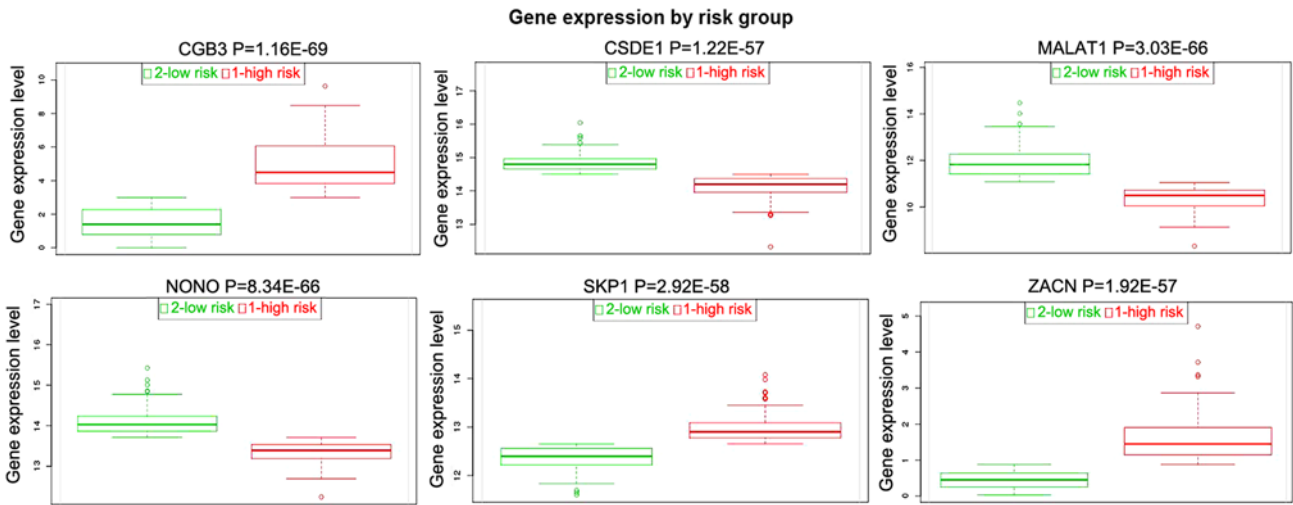 Gene expression by risk group
CGB3 P=1.16E-69
2-low risk 1-high risk
Gene expression level
10
8
6
4
2
0
CSDE1 P=1.22E-57
2-low risk 1-high risk
Gene expression level
17
16
15
14
13
MALAT1 P=3.03E-66
2-low risk 1-high risk
Gene expression level
16
14
12
10
NONO P=8.34E-66
2-low risk 1-high risk
Gene expression level
17
16
15
14
13
SKP1 P=2.92E-58
2-low risk 1-high risk
Gene expression level
15
14
13
12
ZACN P=1.92E-57
2-low risk 1-high risk
Gene expression level
5
4
3
2
1
0